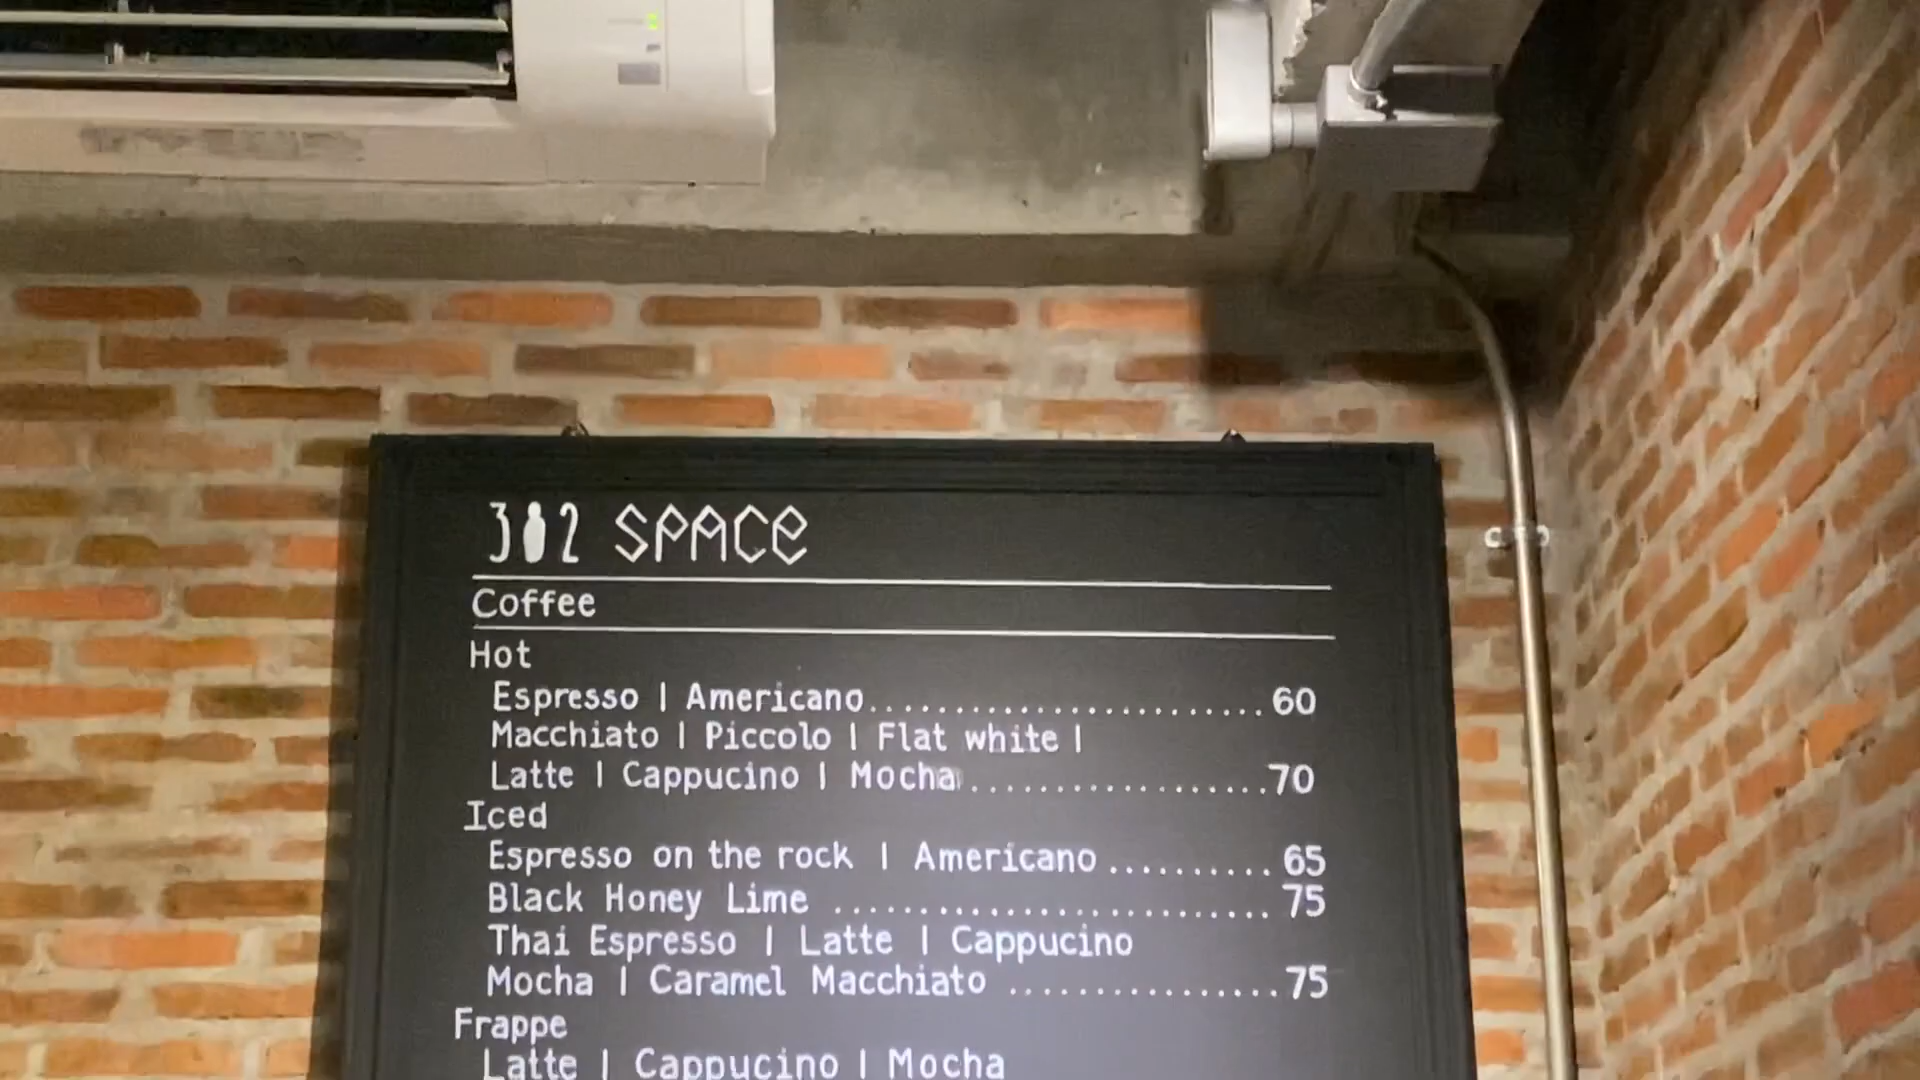 302 SPACE
Coffee
Hot
Espresso | Americano........................60
Macchiato | Piccolo | Flat white |
Latte | Cappucino | Mocha..................70
Iced
Espresso on the rock | Americano..........65
Black Honey Lime ..........................75
Thai Espresso | Latte | Cappucino
Mocha | Caramel Macchiato ................75
Frappe
Latte | Cappucino | Mocha